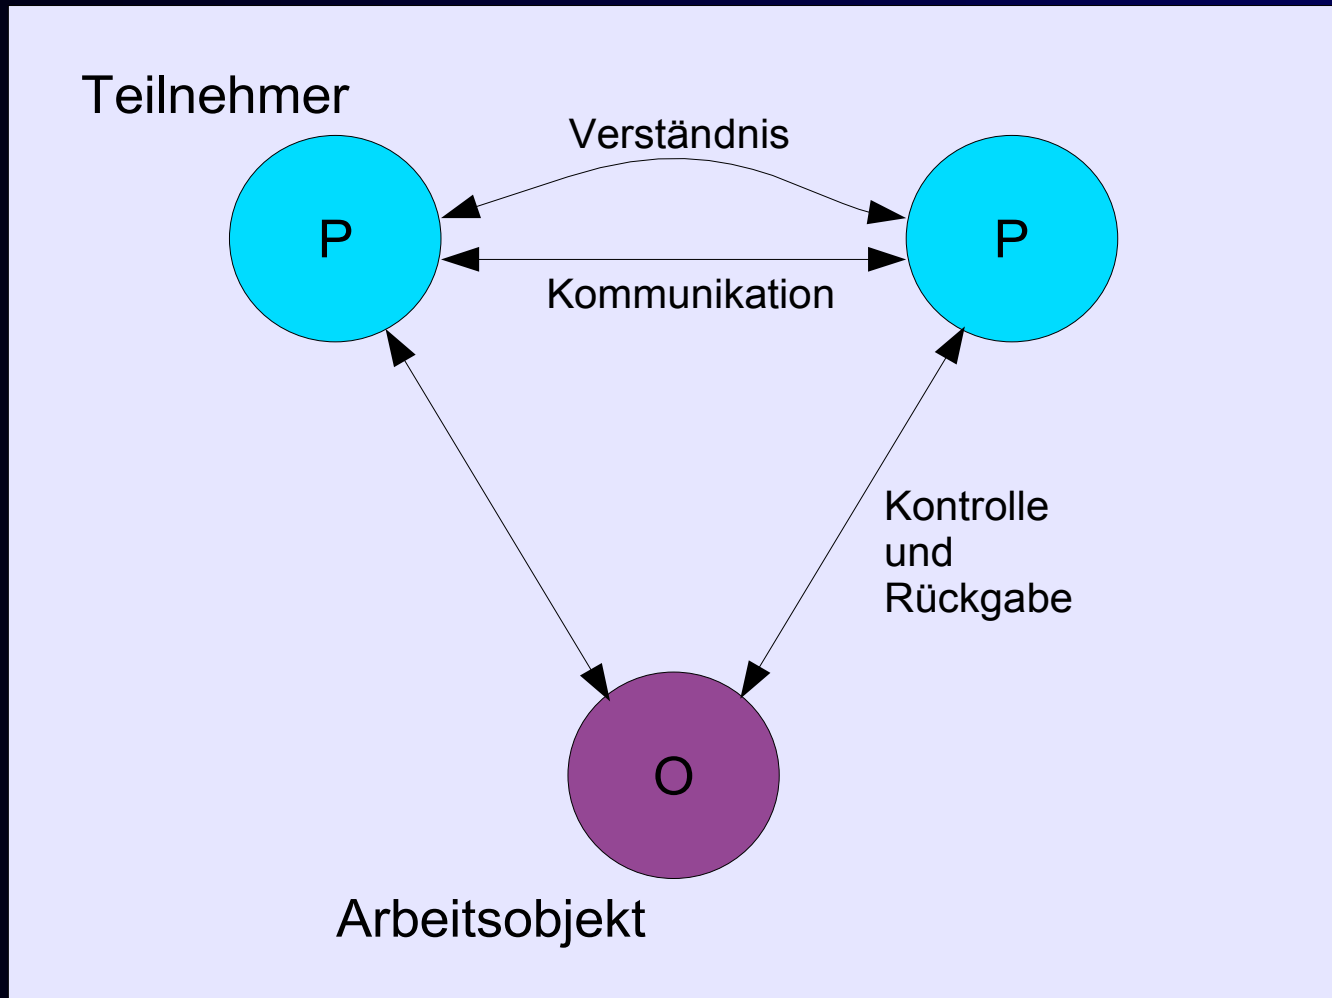 Teilnehmer
Verständnis
P
P
Kommunikation
Kontrolle
und
Rückgabe
O
Arbeitsobjekt